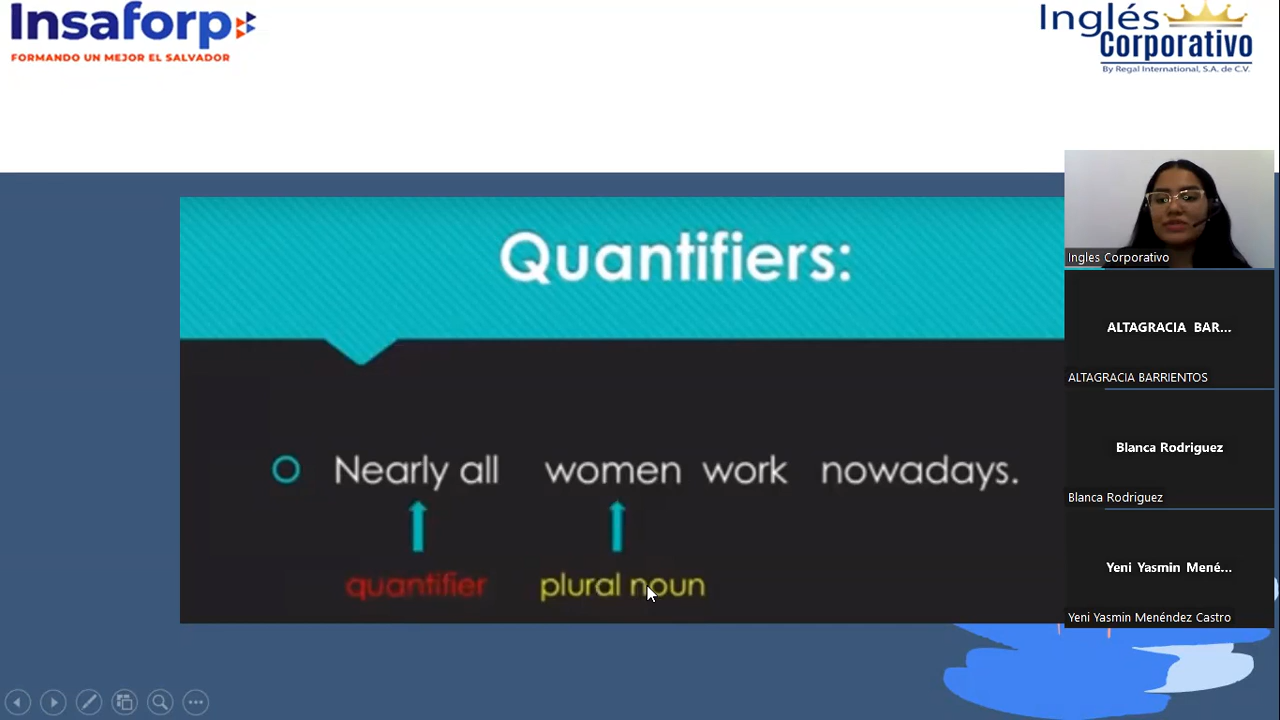 Insaforp
FORMANDO UN MEJOR EL SALVADOR
Inglés
Corporativo
By Regal International, S.A. de C.V.
Quantifiers:
Nearly all women work nowadays.
quantifier plural noun
Ingles Corporativo
ALTAGRACIA BAR...
ALTAGRACIA BARRIENTOS
Blanca Rodriguez
Blanca Rodriguez
Yeni Yasmin Mené...
Yeni Yasmin Menéndez Castro